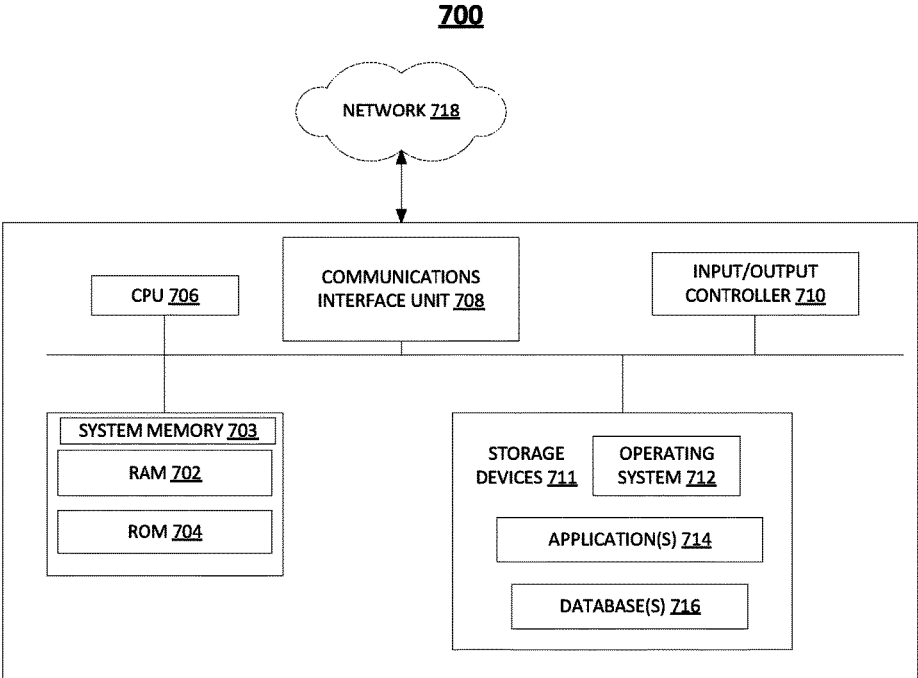 700
NETWORK 718
COMMUNICATIONS
INTERFACE UNIT 708
INPUT/OUTPUT
CONTROLLER 710
CPU 706
SYSTEM MEMORY 703
RAM 702
ROM 704
STORAGE
DEVICES 711
OPERATING
SYSTEM 712
APPLICATION(S) 714
DATABASE(S) 716